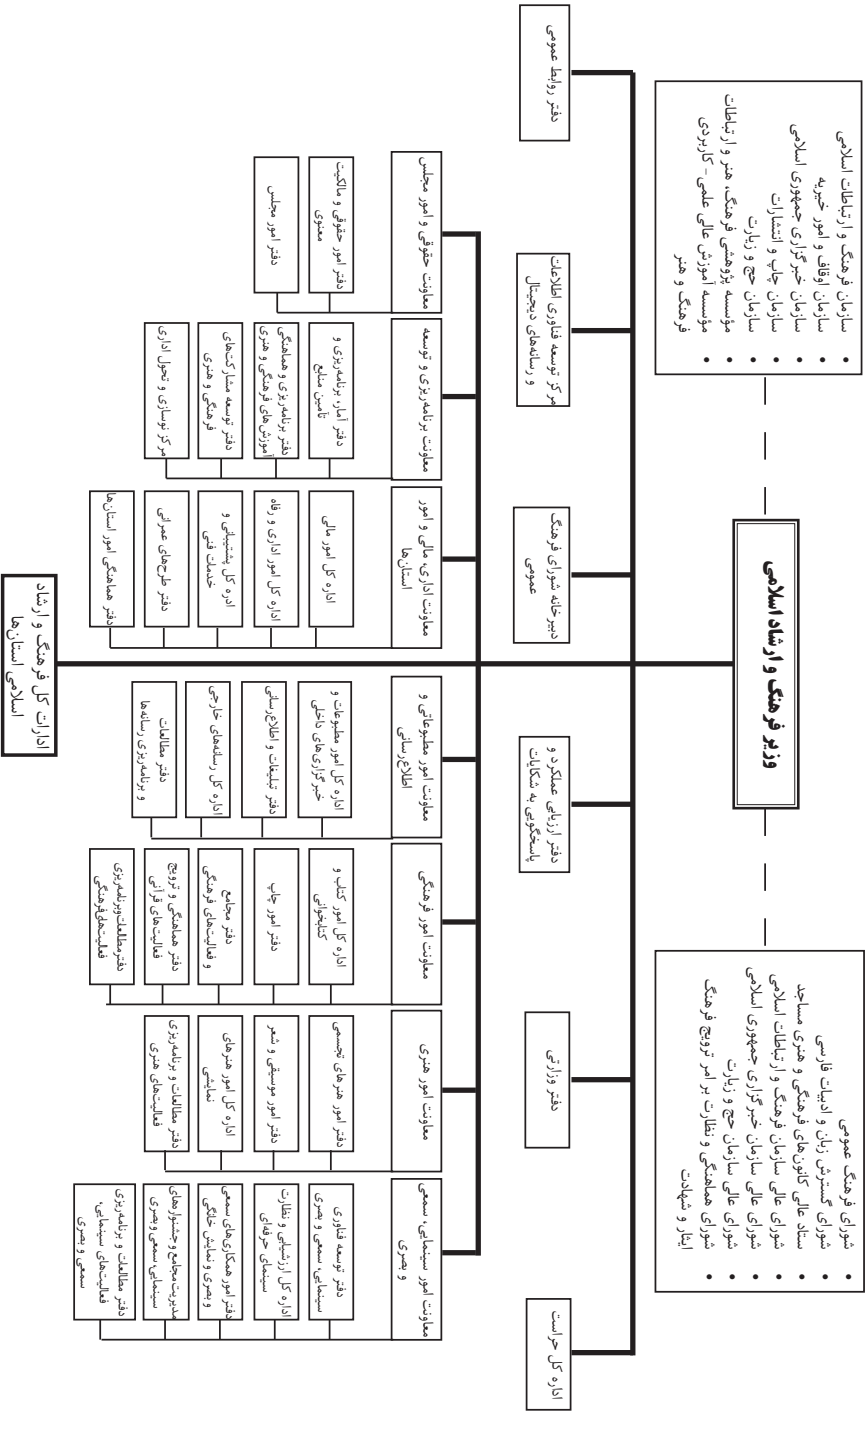 وزیر فرهنگ و ارشاد اسلامی
• سازمان فرهنگ و ارتباطات اسلامی
• سازمان اوقاف و امور خیریه
• سازمان خبرگزاری جمهوری اسلامی
• سازمان چاپ و انتشارات
• سازمان حج و زیارت
• مؤسسه پژوهشی فرهنگ، هنر و ارتباطات
• مؤسسه آموزش عالی علمی - کاربردی
فرهنگ و هنر
• شورای فرهنگ عمومی
• شورای گسترش زبان و ادبیات فارسی
• ستاد عالی کانون‌های فرهنگی و هنری مساجد
• شورای عالی سازمان فرهنگ و ارتباطات اسلامی
• شورای عالی سازمان خبرگزاری جمهوری اسلامی
• شورای عالی سازمان حج و زیارت
• شورای هماهنگی و نظارت بر امر ترویج فرهنگ
ایثار و شهادت
دفتر روابط عمومی
مرکز توسعه فناوری اطلاعات
و رسانه‌های دیجیتال
دبیرخانه شورای فرهنگ
عمومی
دفتر ارزیابی عملکرد و
پاسخگویی به شکایات
دفتر وزارتی
اداره کل حراست
معاونت حقوقی و امور مجلس
دفتر امور حقوقی و مالکیت
معنوی
دفتر امور مجلس
معاونت برنامه‌ریزی و توسعه
دفتر آمار، برنامه‌ریزی و
تأمین منابع
دفتر برنامه‌ریزی و هماهنگی
آموزش‌های فرهنگی و هنری
دفتر توسعه مشارکت‌های
فرهنگی و هنری
مرکز نوسازی و تحول اداری
معاونت اداری، مالی و امور
استان‌ها
اداره کل امور مالی
اداره کل امور اداری و رفاه
ادره کل پشتیبانی و
خدمات فنی
دفتر طرح‌های عمرانی
دفتر هماهنگی امور استان‌ها
معاونت امور مطبوعاتی و
اطلاع‌رسانی
اداره کل امور مطبوعات و
خبرگزاری‌های داخلی
دفتر تبلیغات و اطلاع‌رسانی
اداره کل رسانه‌های خارجی
دفتر مطالعات
و برنامه‌ریزی رسانه‌ها
معاونت امور فرهنگی
اداره کل امور کتاب و
کتابخوانی
دفتر امور چاپ
دفتر مجامع
و فعالیت‌های فرهنگی
دفتر هماهنگی و ترویج
فعالیت‌های قرآنی
دفترمطالعات‌وبرنامه‌ریزی
فعالیت‌های‌فرهنگی
معاونت امور هنری
دفتر امور هنرهای تجسمی
دفتر امور موسیقی و شعر
اداره کل امور هنرهای
نمایشی
دفتر مطالعات و برنامه‌ریزی
فعالیت‌های هنری
معاونت امور سینمایی، سمعی
و بصری
دفتر توسعه فناوری
سینمایی، سمعی و بصری
اداره کل ارزشیابی و نظارت
سینمای حرفه‌ای
دفتر امور همکاری‌های سمعی
و بصری و نمایش خانگی
مدیریت‌مجامع‌و‌جشنواره‌های
سینمایی، سمعی وبصری
دفتر مطالعات و برنامه‌ریزی
فعالیت‌های سینمایی،
سمعی و بصری
ادارات کل فرهنگ و ارشاد
اسلامی استان‌ها